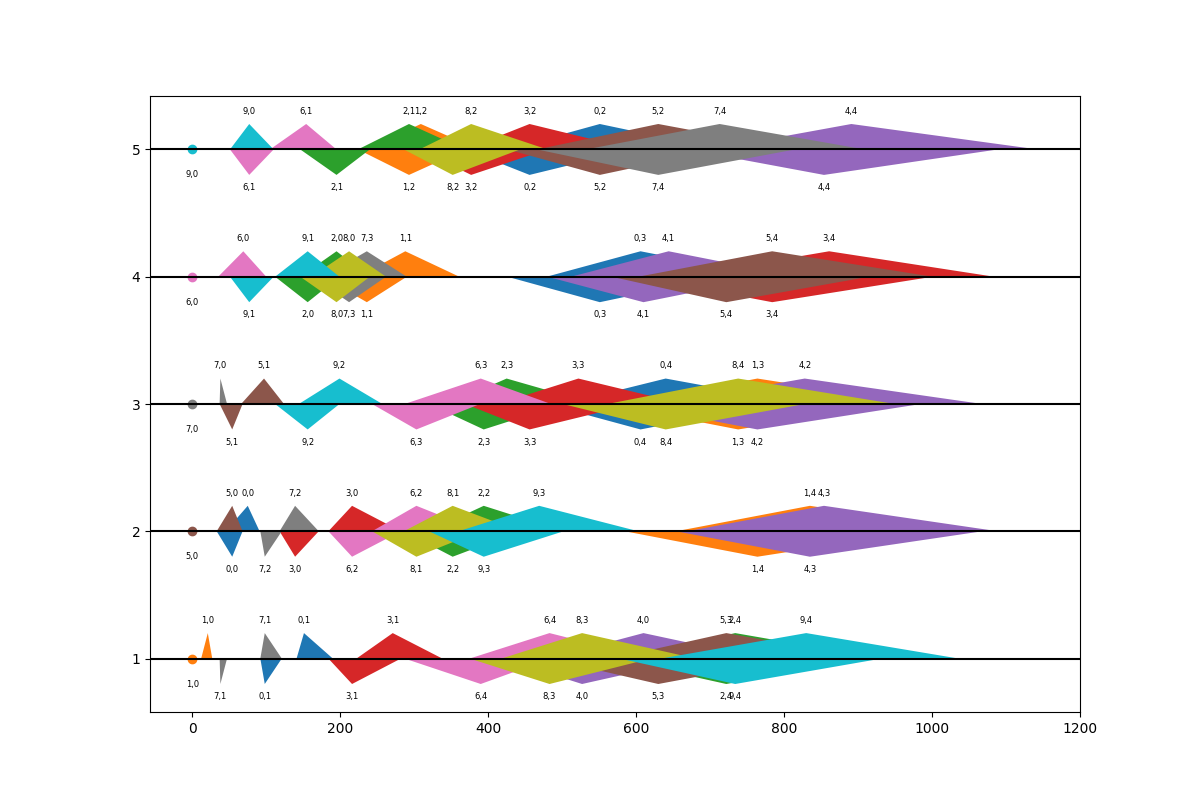 9,0 6,1 2,1 1,2 8,2 3,2 0,2 5,2 7,4 4,4
5
9,0 6,1 2,1 1,2 8,2 3,2 0,2 5,2 7,4 4,4
6,0 9,1 2,0 8,0 7,3 1,1 0,3 4,1 5,4 3,4
4
6,0 9,1 2,0 8,0 7,3 1,1 0,3 4,1 5,4 3,4
7,0 5,1 9,2 6,3 2,3 3,3 0,4 8,4 1,3 4,2
3
7,0 5,1 9,2 6,3 2,3 3,3 0,4 8,4 1,3 4,2
5,0 0,0 7,2 3,0 6,2 8,1 2,2 9,3 1,4 4,3
2
5,0 0,0 7,2 3,0 6,2 8,1 2,2 9,3 1,4 4,3
1,0 7,1 0,1 3,1 6,4 8,3 4,0 5,3 2,4 9,4
1
1,0 7,1 0,1 3,1 6,4 8,3 4,0 5,3 2,4 9,4
0 200 400 600 800 1000 1200